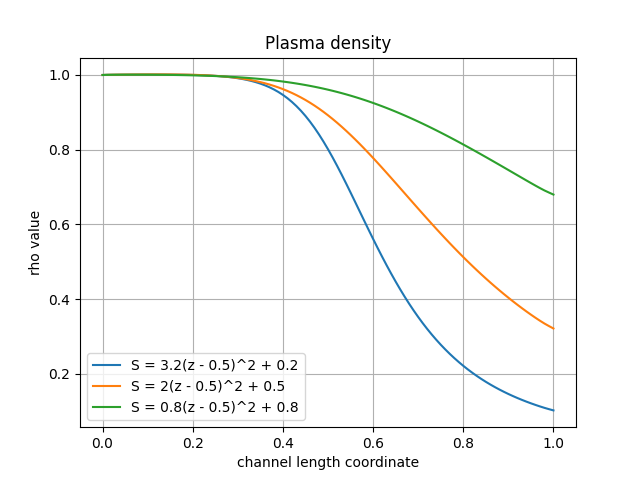 Plasma density
rho value
1.0
0.8
0.6
0.4
0.2
S = 3.2(z - 0.5)^2 + 0.2
S = 2(z - 0.5)^2 + 0.5
S = 0.8(z - 0.5)^2 + 0.8
0.0 0.2 0.4 0.6 0.8 1.0
channel length coordinate